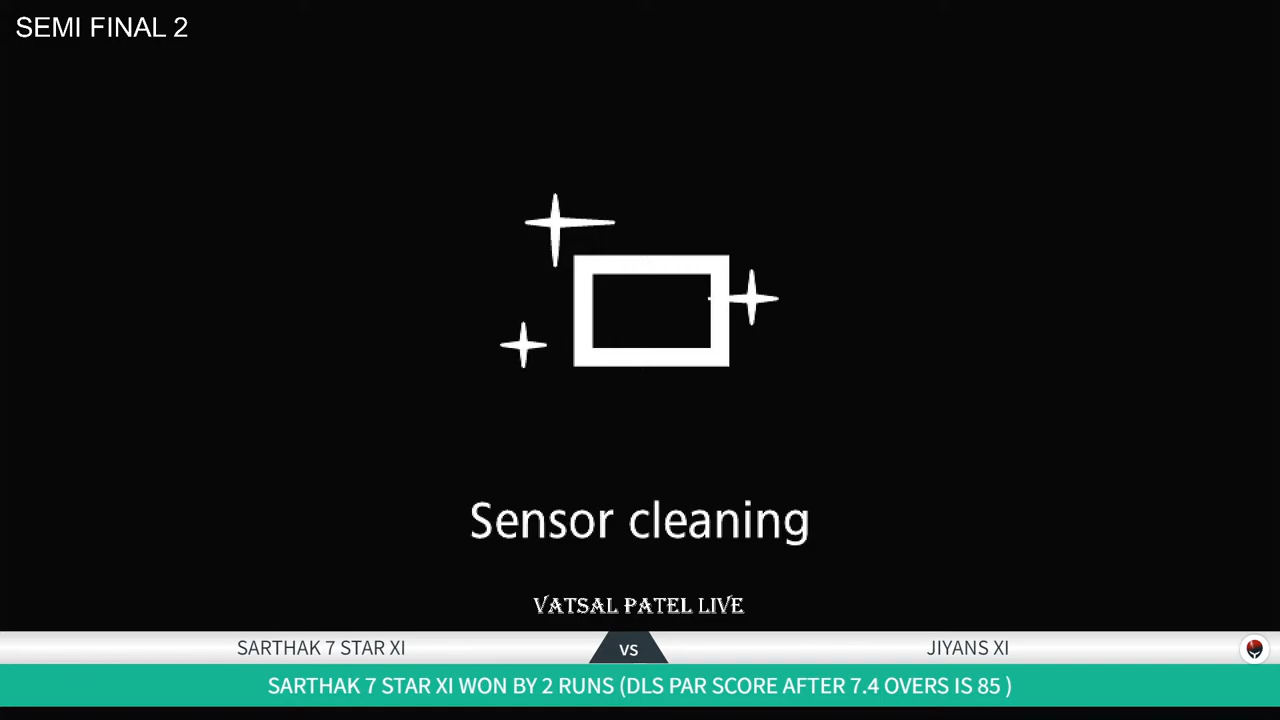 SEMI FINAL 2
Sensor cleaning
VATSAL PATEL LIVE
SARTHAK 7 STAR XI VS JIYANS XI
SARTHAK 7 STAR XI WON BY 2 RUNS (DLS PAR SCORE AFTER 7.4 OVERS IS 85 )